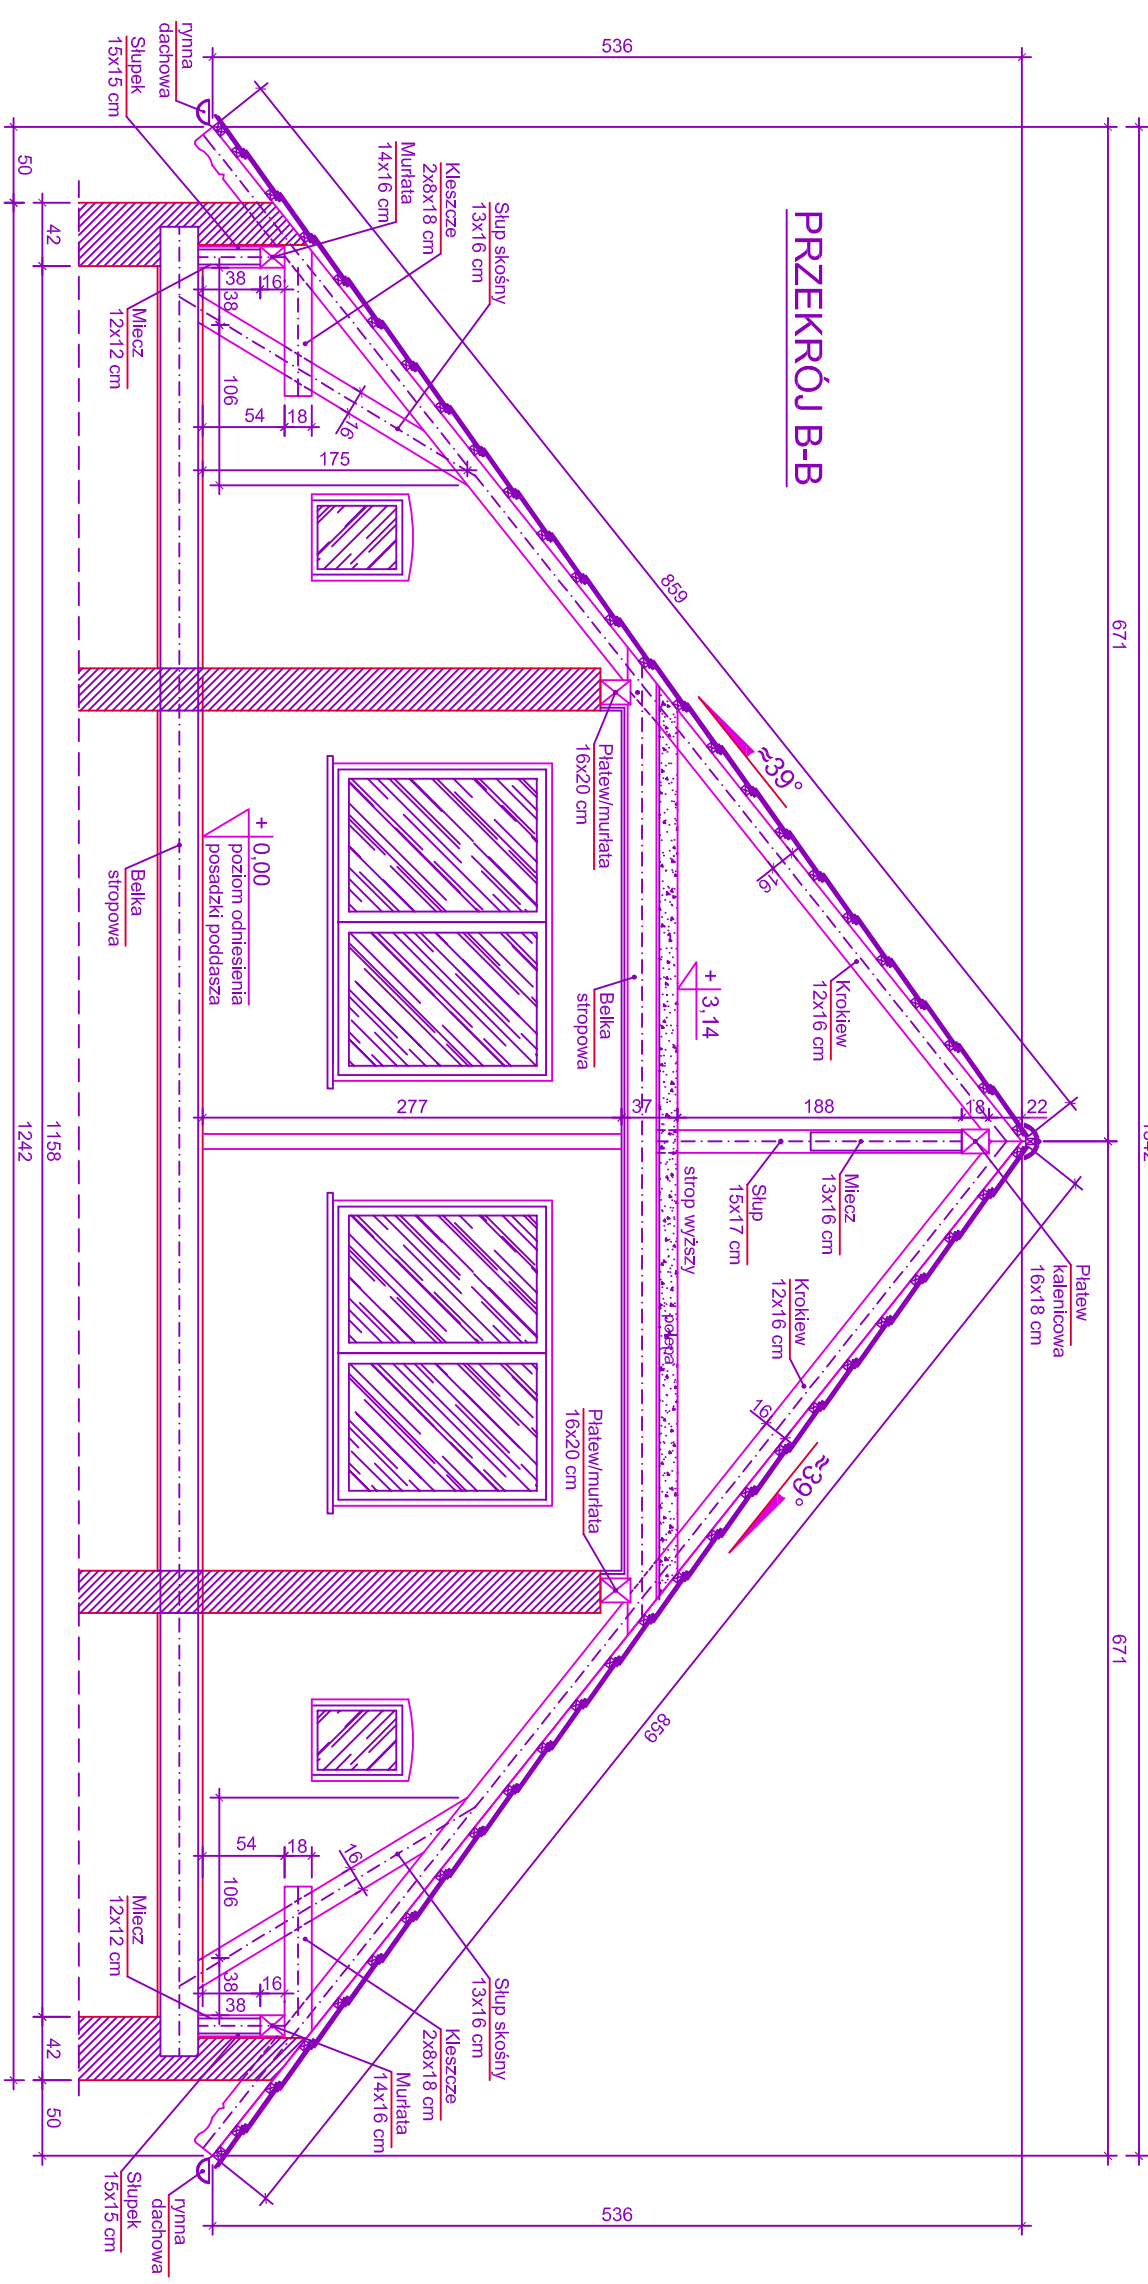 PRZEKRÓJ B-B
rynna
dachowa
Słupek
15x15 cm
Murłata
14x16 cm
Kleszcze
2x8x18 cm
Słup skośny
13x16 cm
Miecz
12x12 cm
536
50
42
38
16
38
106
54
18
16
175
859
671
≈39°
16
Płatew/murłata
16x20 cm
+ 0,00
poziom odniesienia
posadzki poddasza
Belka
stropowa
Belka
stropowa
+ 3,14
Krokiew
12x16 cm
277
37
188
18
22
1158
1242
1342
Miecz
13x16 cm
Słup
15x17 cm
strop wyższy
polepa
Płatew
kalenicowa
16x18 cm
Krokiew
12x16 cm
16
≈39°
Płatew/murłata
16x20 cm
671
859
54
18
16
106
38
16
38
Miecz
12x12 cm
Słup skośny
13x16 cm
Kleszcze
2x8x18 cm
Murłata
14x16 cm
42
50
Słupek
15x15 cm
rynna
dachowa
536